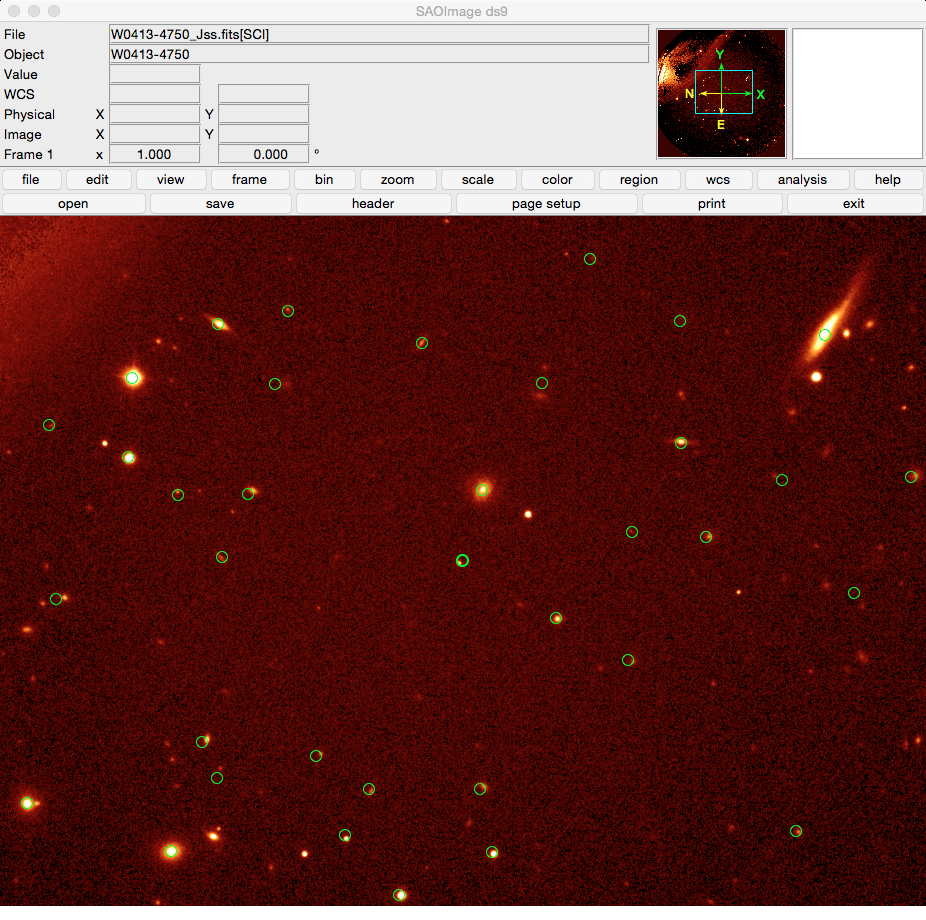 SAOImage ds9
File W0413-4750_Jss.fits[SCI]
Object W0413-4750
Value
WCS
Physical X Y
Image X Y
Frame 1 x 1.000 0.000 °
Y
N X
E
file edit view frame bin zoom scale color region wcs analysis help
open save header page setup print exit